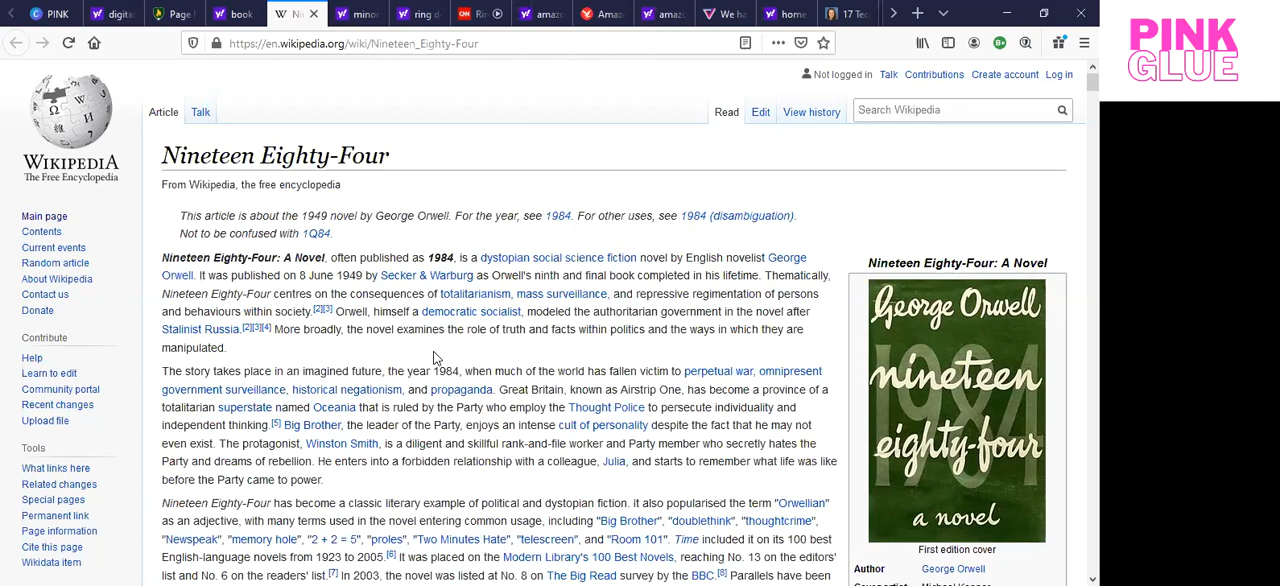 PINK
digita
Page
book
Ni
minor
ring d
Rin
amazo
Amaz
amazo
We ha
home
17 Tec
https://en.wikipedia.org/wiki/Nineteen_Eighty-Four
PINK
GLUE
Not logged in Talk Contributions Create account Log in
Article Talk Read Edit View history Search Wikipedia
WIKIPEDIA
The Free Encyclopedia
Main page
Contents
Current events
Random article
About Wikipedia
Contact us
Donate
Contribute
Help
Learn to edit
Community portal
Recent changes
Upload file
Tools
What links here
Related changes
Special pages
Permanent link
Page information
Cite this page
Wikidata item
Nineteen Eighty-Four
From Wikipedia, the free encyclopedia
This article is about the 1949 novel by George Orwell. For the year, see 1984. For other uses, see 1984 (disambiguation).
Not to be confused with 1Q84.
Nineteen Eighty-Four: A Novel, often published as 1984, is a dystopian social science fiction novel by English novelist George
Orwell. It was published on 8 June 1949 by Secker & Warburg as Orwell's ninth and final book completed in his lifetime. Thematically,
Nineteen Eighty-Four centres on the consequences of totalitarianism, mass surveillance, and repressive regimentation of persons
and behaviours within society.[2][3] Orwell, himself a democratic socialist, modeled the authoritarian government in the novel after
Stalinist Russia.[2][3][4] More broadly, the novel examines the role of truth and facts within politics and the ways in which they are
manipulated.
The story takes place in an imagined future, the year 1984, when much of the world has fallen victim to perpetual war, omnipresent
government surveillance, historical negationism, and propaganda. Great Britain, known as Airstrip One, has become a province of a
totalitarian superstate named Oceania that is ruled by the Party who employ the Thought Police to persecute individuality and
independent thinking.[5] Big Brother, the leader of the Party, enjoys an intense cult of personality despite the fact that he may not
even exist. The protagonist, Winston Smith, is a diligent and skillful rank-and-file worker and Party member who secretly hates the
Party and dreams of rebellion. He enters into a forbidden relationship with a colleague, Julia, and starts to remember what life was like
before the Party came to power.
Nineteen Eighty-Four has become a classic literary example of political and dystopian fiction. It also popularised the term "Orwellian"
as an adjective, with many terms used in the novel entering common usage, including "Big Brother", "doublethink", "thoughtcrime",
"Newspeak", "memory hole", "2 + 2 = 5", "proles", "Two Minutes Hate", "telescreen", and "Room 101". Time included it on its 100 best
English-language novels from 1923 to 2005.[6] It was placed on the Modern Library's 100 Best Novels, reaching No. 13 on the editors'
list and No. 6 on the readers' list.[7] In 2003, the novel was listed at No. 8 on The Big Read survey by the BBC.[8] Parallels have been
Nineteen Eighty-Four: A Novel
George Orwell
1984
nineteen
eighty-four
a novel
First edition cover
Author George Orwell